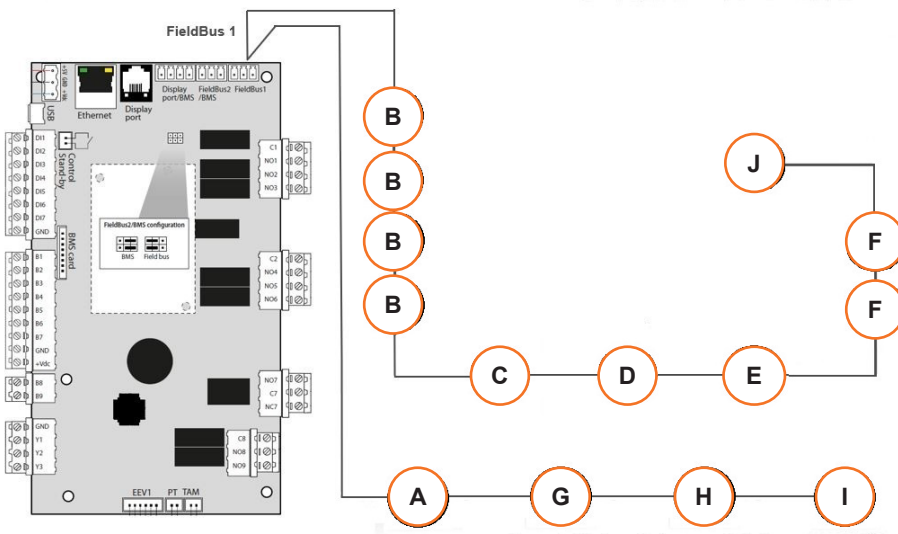 FieldBus 1
+5V GND +Vdc
Ethernet
Display
port
Display
port/BMS
FieldBus2
/BMS
FieldBus1
USB
Control
Stand-by
DI1
DI2
DI3
DI4
DI5
DI6
DI7
GND
BMS card
FieldBus2/BMS configuration
BMS
Field bus
B1
B2
B3
B4
B5
B6
B7
GND
+Vdc
B8
B9
GND
Y1
Y2
Y3
C1
NO1
NO2
NO3
C2
NO4
NO5
NO6
NO7
C7
NC7
C8
NO8
NO9
EEV1
PT
TAM
B
B
B
B
J
F
F
C
D
E
A
G
H
I